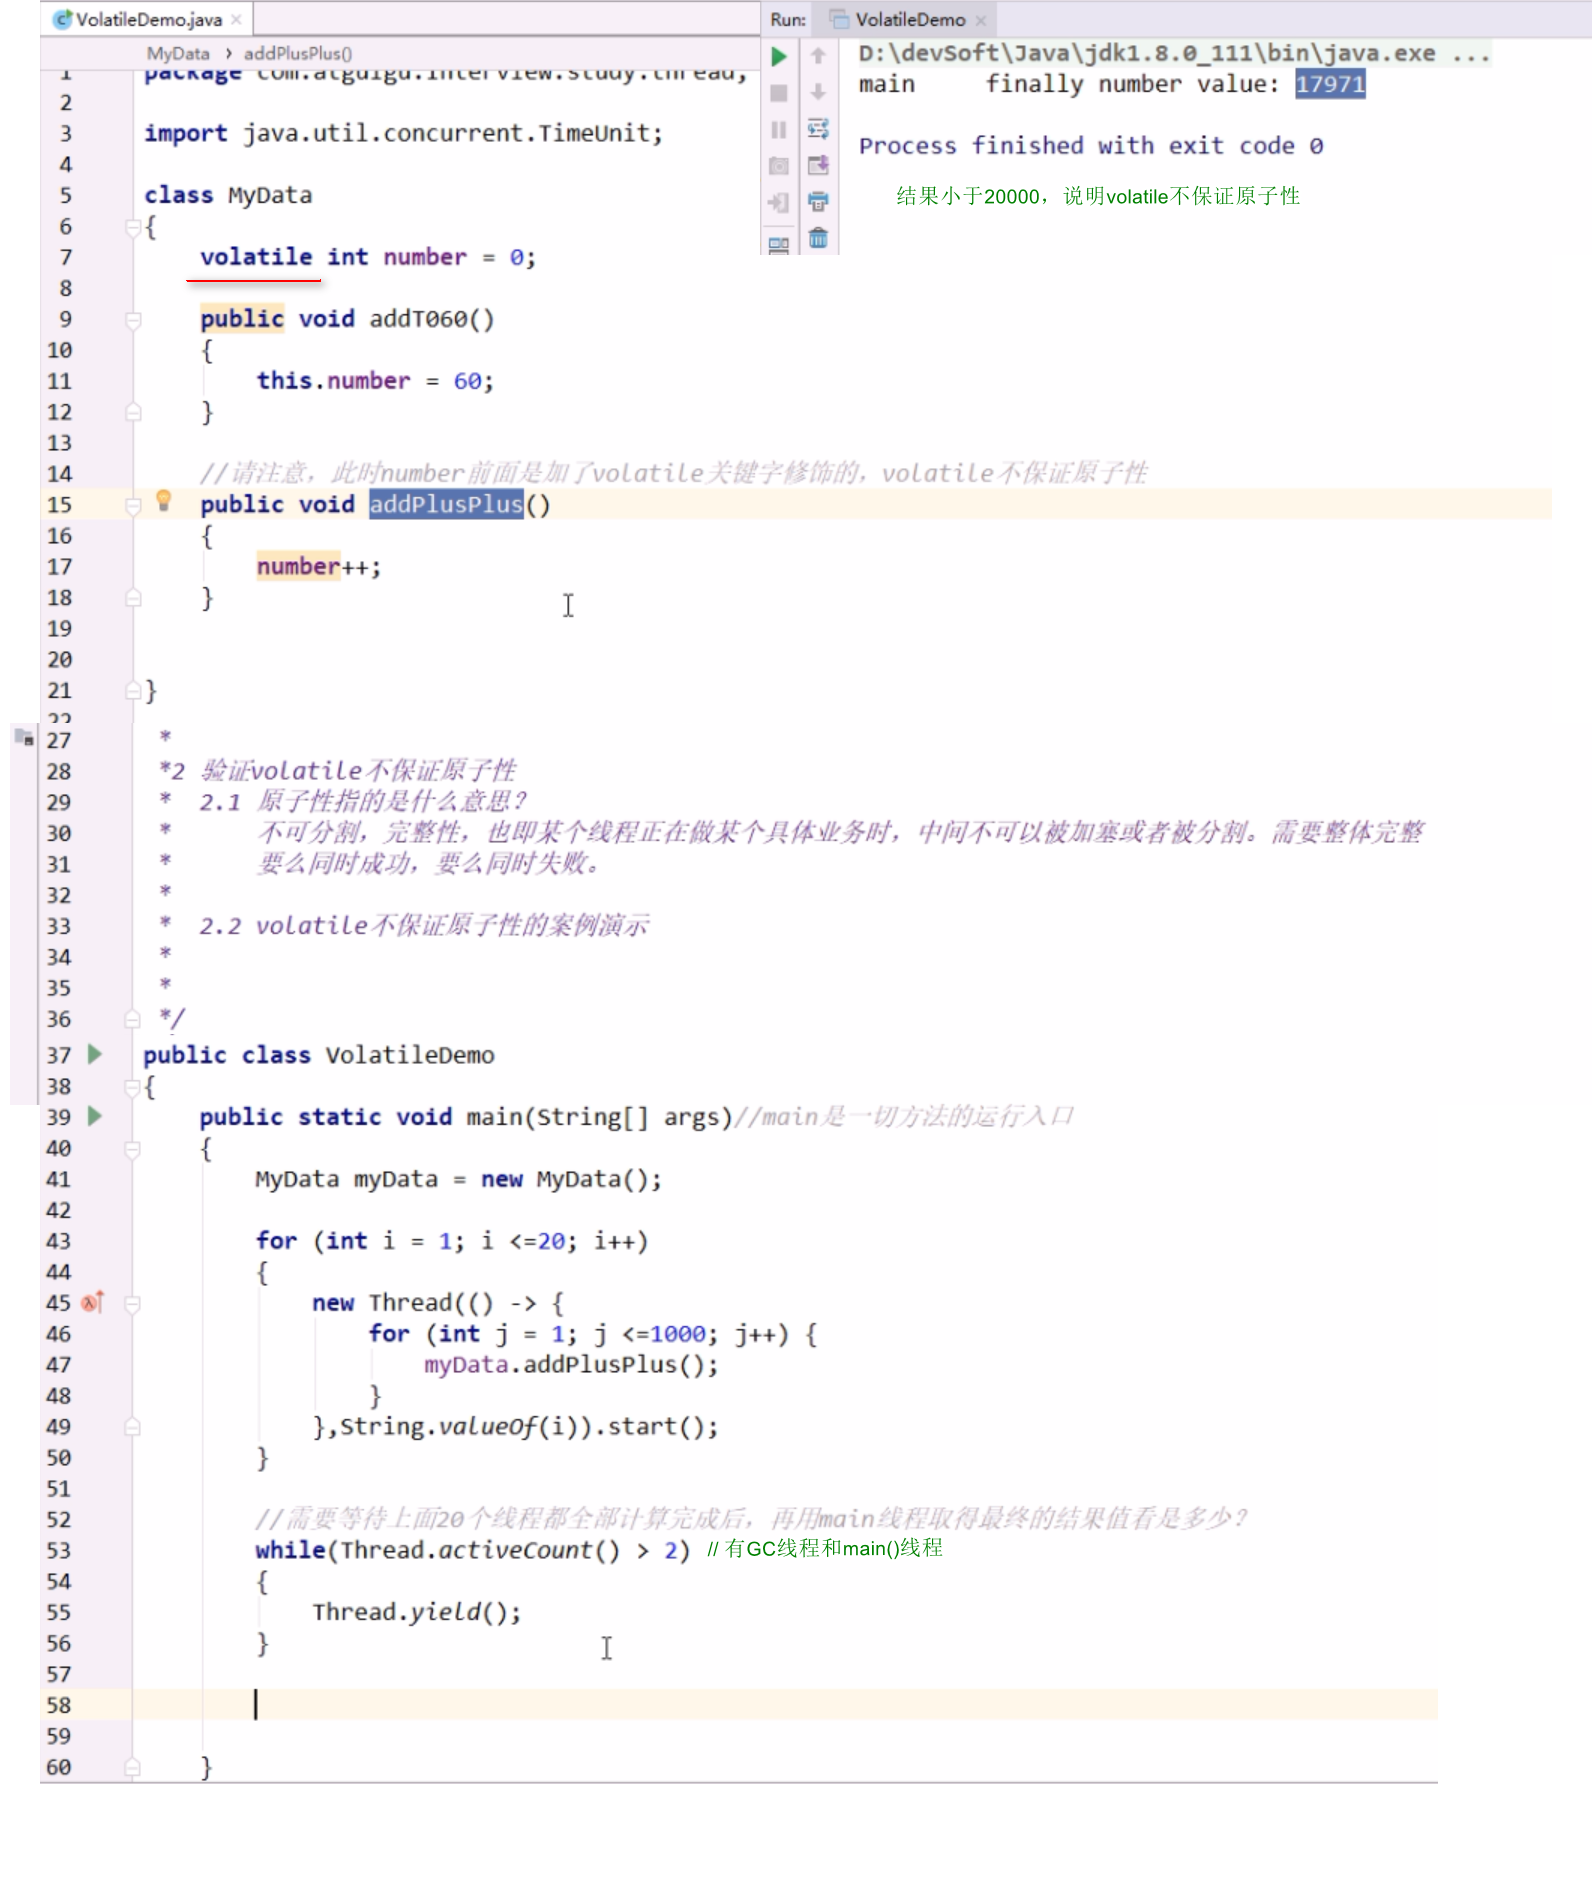 VolatileDemo.java
MyData > addPlusPlus()
1 package com.atguigu.interview.study.thread;
2
3 import java.util.concurrent.TimeUnit;
4
5 class MyData
6 {
7 volatile int number = 0;
8
9 public void addTO60()
10 {
11 this.number = 60;
12 }
13
14 //请注意，此时number前面是加了volatile关键字修饰的，volatile不保证原子性
15 public void addPlusPlus()
16 {
17 number++;
18 }
19
20
21 }
22
Run: VolatileDemo
D:\devSoft\Java\jdk1.8.0_111\bin\java.exe ...
main finally number value: 17971
Process finished with exit code 0
结果小于20000，说明volatile不保证原子性
27 *
28 *2 验证volatile不保证原子性
29 * 2.1 原子性指的是什么意思？
30 * 不可分割，完整性，也即某个线程正在做某个具体业务时，中间不可以被加塞或者被分割。需要整体完整
31 * 要么同时成功，要么同时失败。
32 *
33 * 2.2 volatile不保证原子性的案例演示
34 *
35 *
36 */
37 public class VolatileDemo
38 {
39 public static void main(String[] args)//main是一切方法的运行入口
40 {
41 MyData myData = new MyData();
42
43 for (int i = 1; i <=20; i++)
44 {
45 new Thread(() -> {
46 for (int j = 1; j <=1000; j++) {
47 myData.addPlusPlus();
48 }
49 },String.valueOf(i)).start();
50 }
51
52 //需要等待上面20个线程都全部计算完成后，再用main线程取得最终的结果值看是多少？
53 while(Thread.activeCount() > 2) // 有GC线程和main()线程
54 {
55 Thread.yield();
56 }
57
58
59
60 }